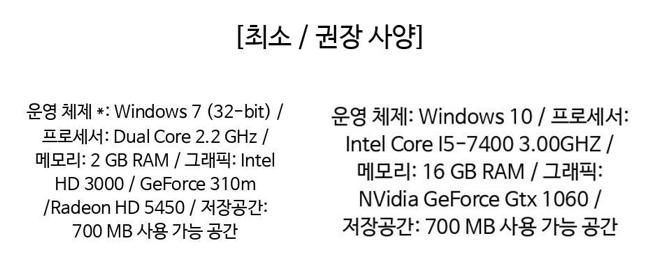 [최소 / 권장 사양]
운영 체제 *: Windows 7 (32-bit) /
프로세서: Dual Core 2.2 GHz /
메모리: 2 GB RAM / 그래픽: Intel
HD 3000 / GeForce 310m
/Radeon HD 5450 / 저장공간:
700 MB 사용 가능 공간
운영 체제: Windows 10 / 프로세서:
Intel Core I5-7400 3.00GHZ /
메모리: 16 GB RAM / 그래픽:
NVidia GeForce Gtx 1060 /
저장공간: 700 MB 사용 가능 공간